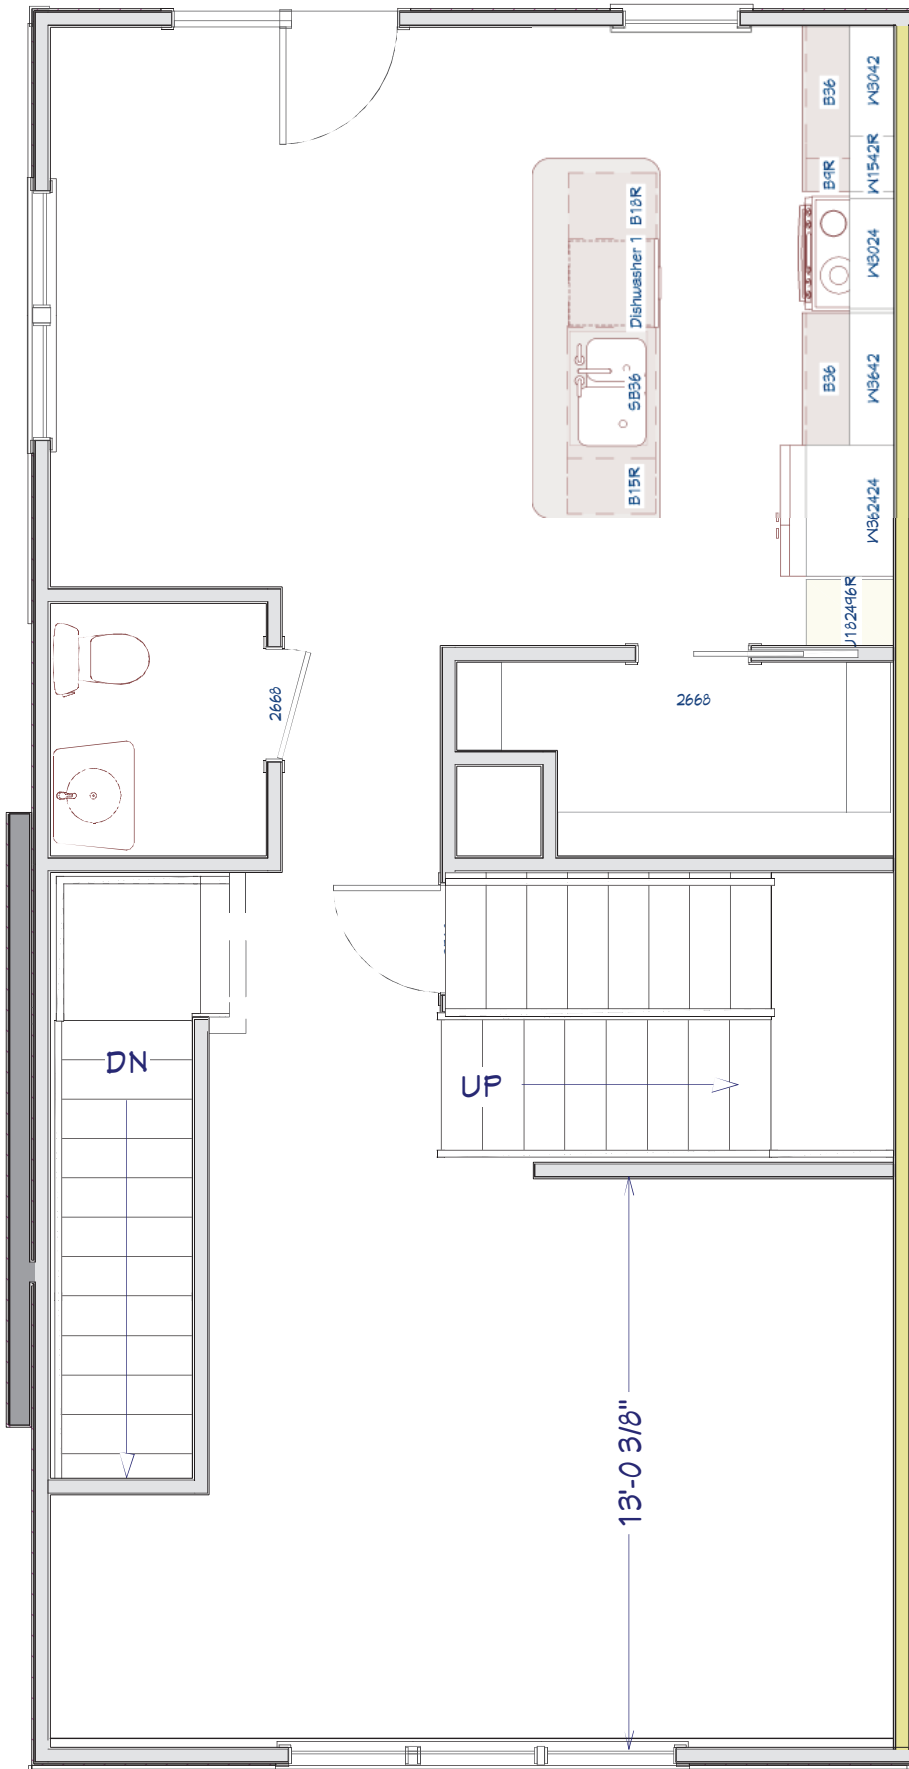 B36
W3042
B9R
W1542R
B18R
W3024
Dishwasher 1
SB36
B36
W3642
B15R
W362424
U182496R
2668
2668
DN
UP
13'-0 3/8"